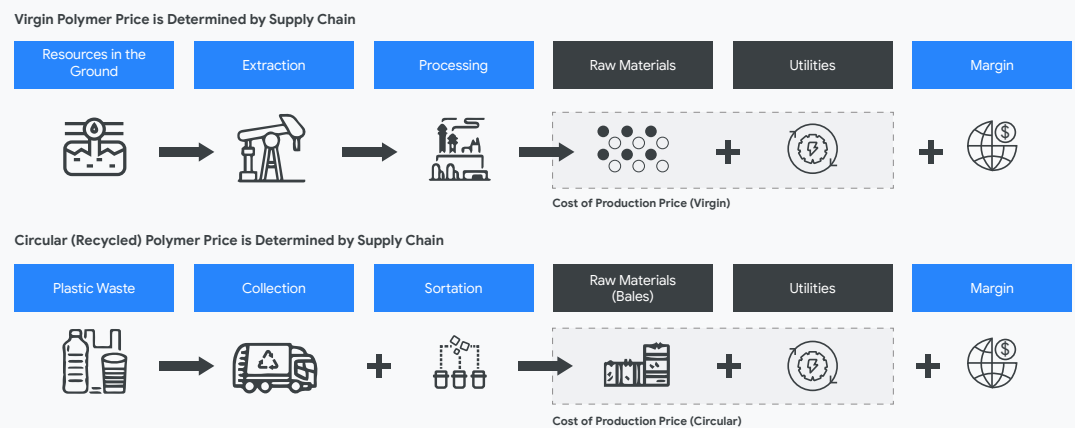 Virgin Polymer Price is Determined by Supply Chain
Resources in the
Ground
Extraction
Processing
Raw Materials
Utilities
Margin
$
Cost of Production Price (Virgin)
Circular (Recycled) Polymer Price is Determined by Supply Chain
Plastic Waste
Collection
Sortation
Raw Materials
(Bales)
Utilities
Margin
$
Cost of Production Price (Circular)